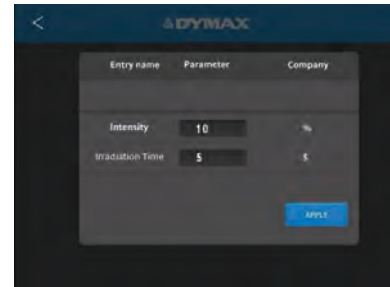 <
DYMAX
Entry name Parameter Company
Intensity 10 %
Irradiation Time 5 S
APPLY